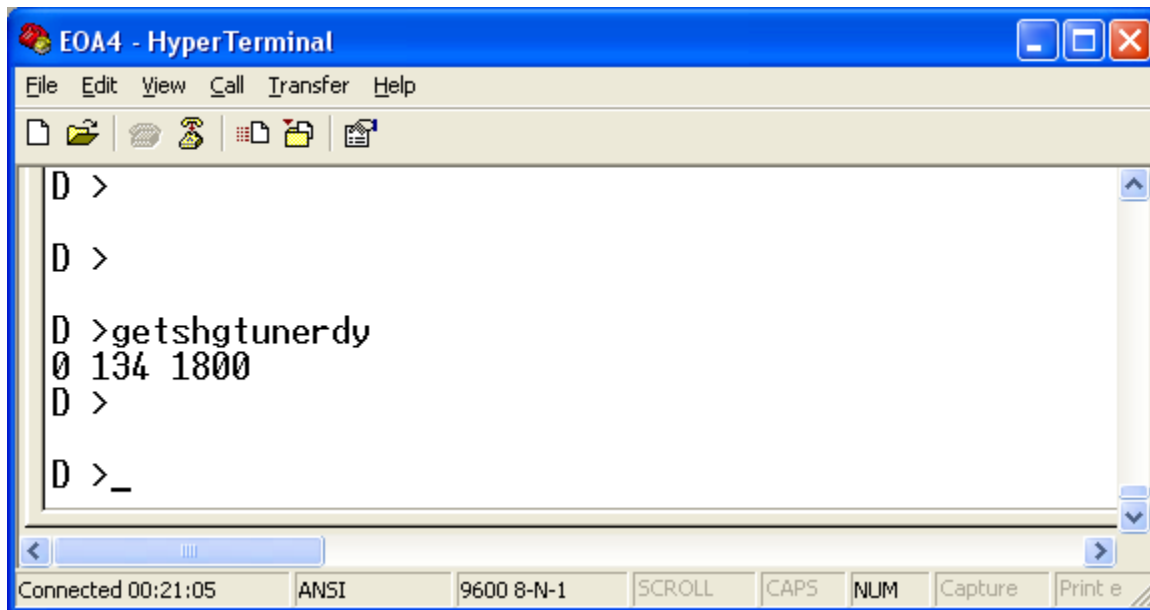 EOA4 - HyperTerminal
File Edit View Call Transfer Help
D >
D >
D >getshgtunerdy
0 134 1800
D >
D >_
Connected 00:21:05 ANSI 9600 8-N-1 SCROLL CAPS NUM Capture Print e